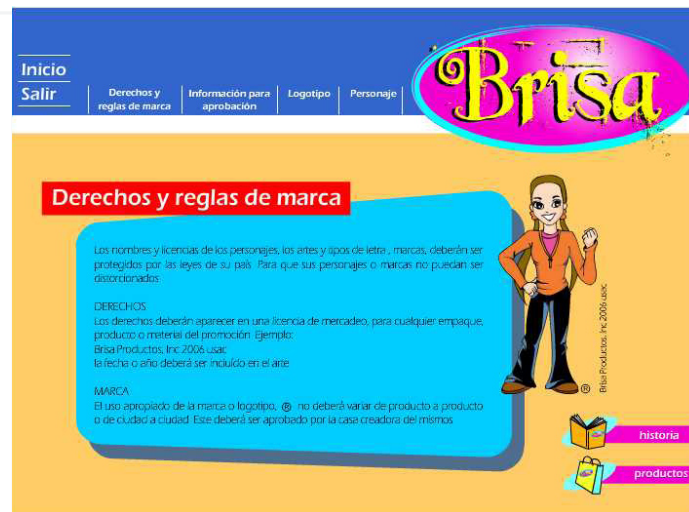 Inicio
Salir
Derechos y
reglas de marca
Información para
aprobación
Logotipo
Personaje
Brisa
Derechos y reglas de marca
Los nombres y licencias de los personajes, los artes y tipos de letra , marcas, deberán ser
protegidos por las leyes de su país. Para que sus personajes o marcas no puedan ser
distorcionados.
DERECHOS
Los derechos deberán aparecer en una licencia de mercadeo, para cualquier empaque,
producto o material del promoción. Ejemplo:
Brisa Productos, Inc 2006 usac
la fecha o año deberá ser incluído en el arte
MARCA
El uso apropiado de la marca o logotipo, ® no deberá variar de producto a producto
o de ciudad a ciudad. Este deberá ser aprobado por la casa creadora del mismos
Brisa Productos, Inc 2006 usac
®
historia
productos